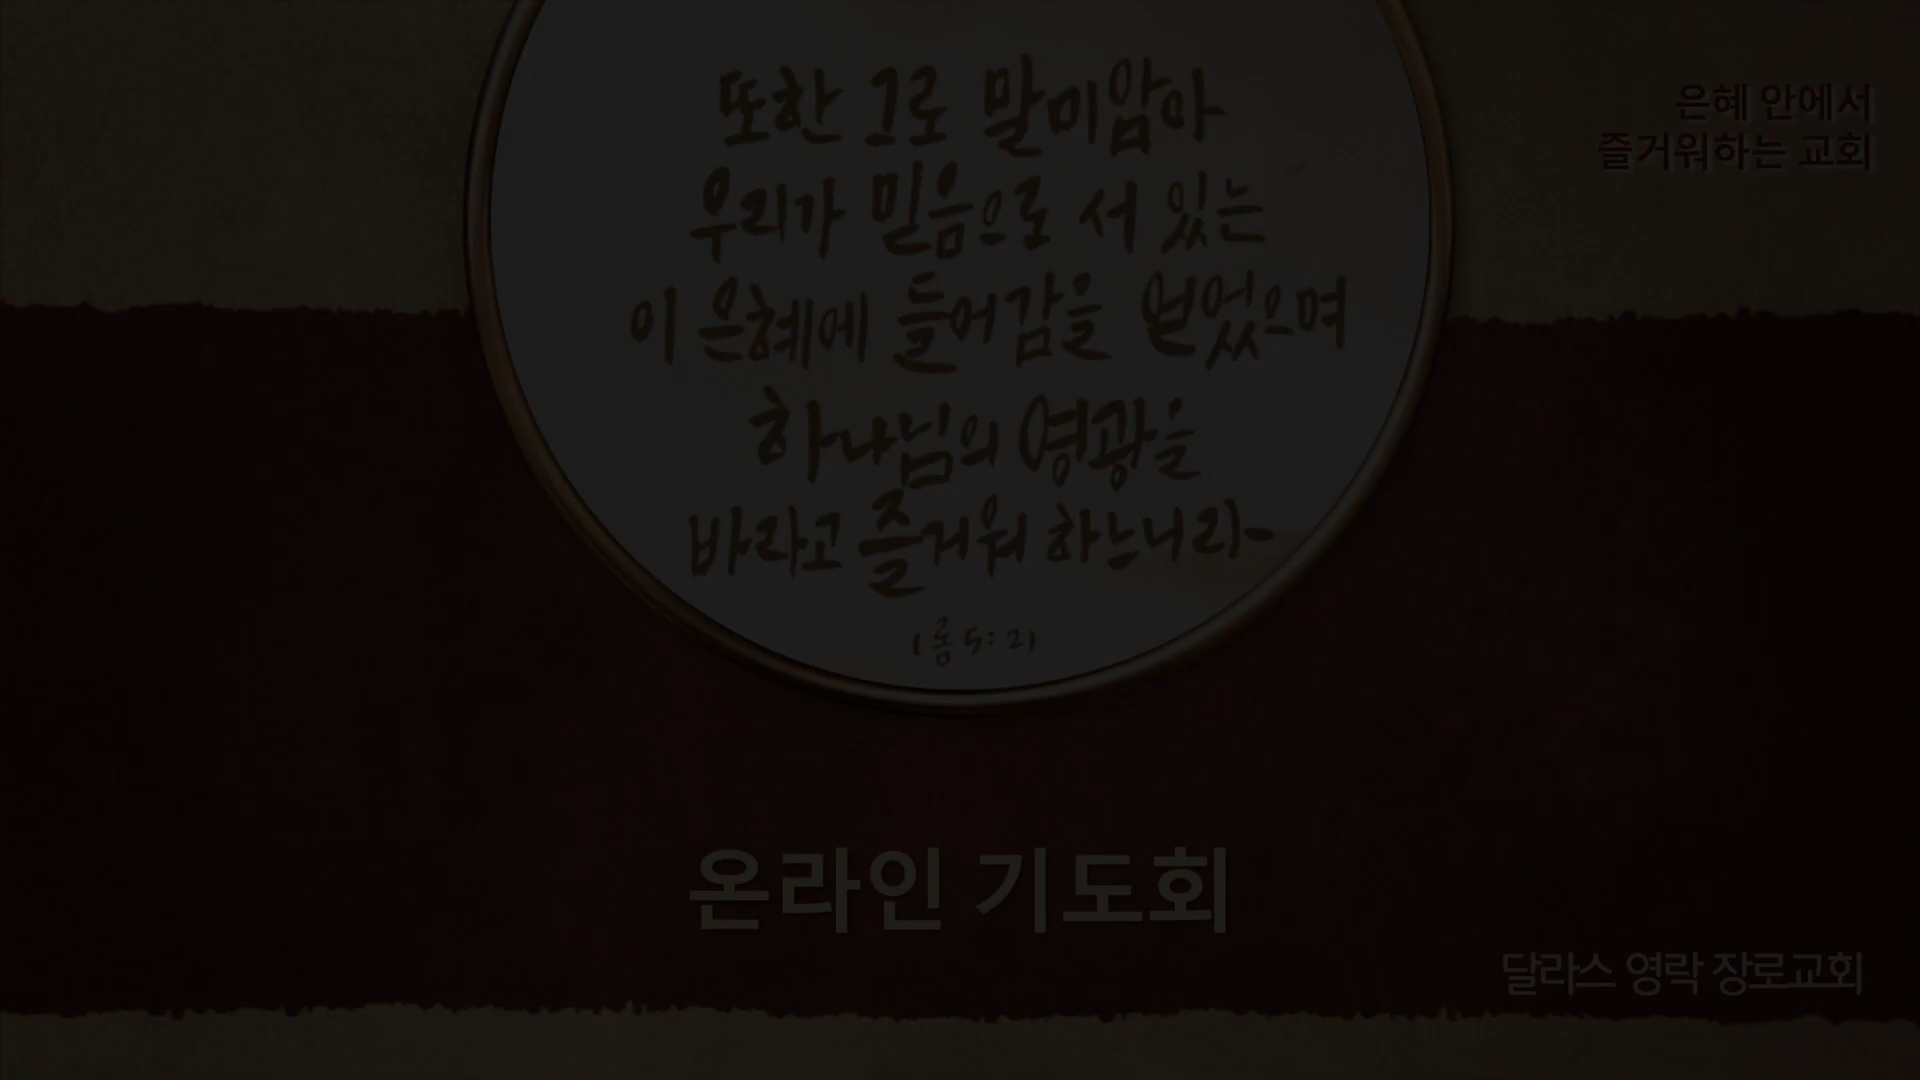 또한 그로 말미암아
우리가 믿음으로 서 있는
이 은혜에 들어감을 얻었으며
하나님의 영광을
바라고 즐거워 하느니라
(롬 5:2)
은혜 안에서
즐거워하는 교회
온라인 기도회
달라스 영락 장로교회